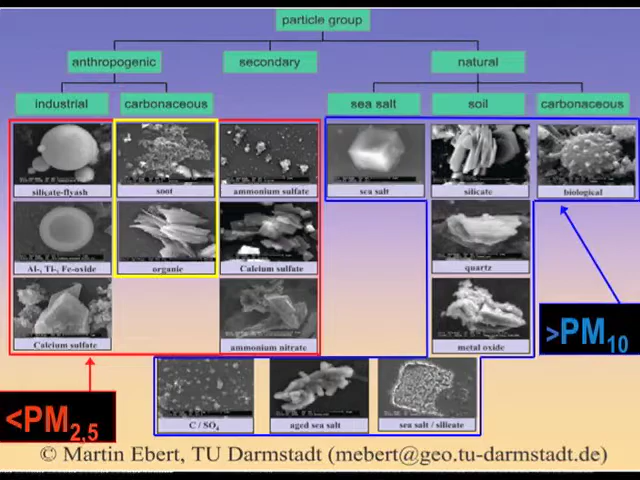 particle group
anthropogenic
secondary
natural
industrial
carbonaceous
sea salt
soil
carbonaceous
silicate-flyash
soot
ammonium sulfate
sea salt
silicate
biological
Al-, Ti-, Fe-oxide
organic
Calcium sulfate
quartz
Calcium sulfate
ammonium nitrate
metal oxide
>PM10
C / SO4
aged sea salt
sea salt / silicate
<PM2,5
© Martin Ebert, TU Darmstadt (mebert@geo.tu-darmstadt.de)